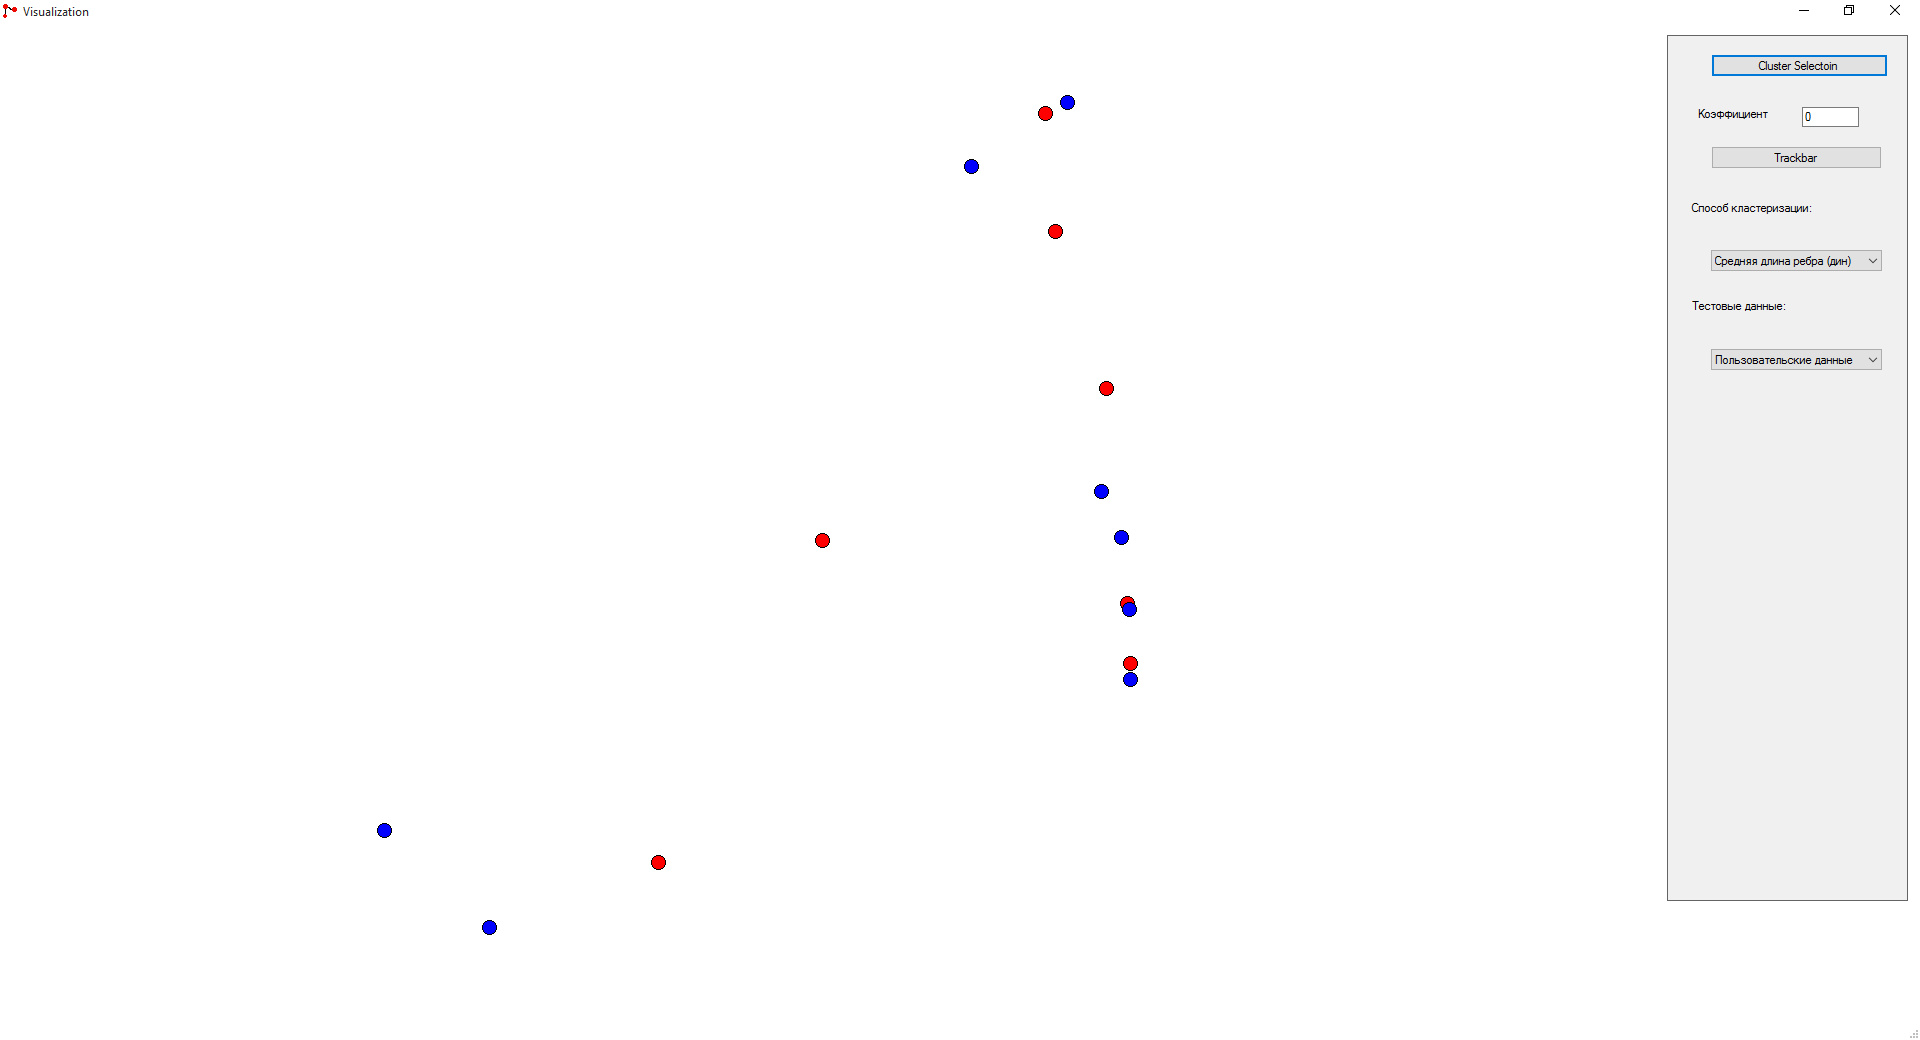 Visualization
Cluster Selectoin
Коэффициент
0
Trackbar
Способ кластеризации:
Средняя длина ребра (дин)
Тестовые данные:
Пользовательские данные